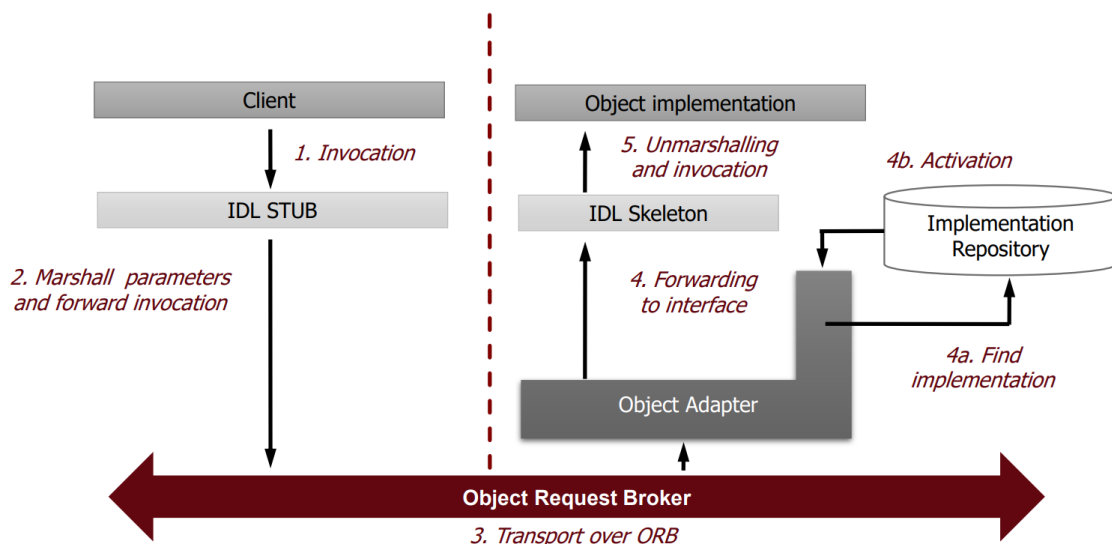 Client
Object implementation
1. Invocation
5. Unmarshalling
and invocation
4b. Activation
IDL STUB
IDL Skeleton
Implementation
Repository
2. Marshall parameters
and forward invocation
4. Forwarding
to interface
4a. Find
implementation
Object Adapter
Object Request Broker
3. Transport over ORB